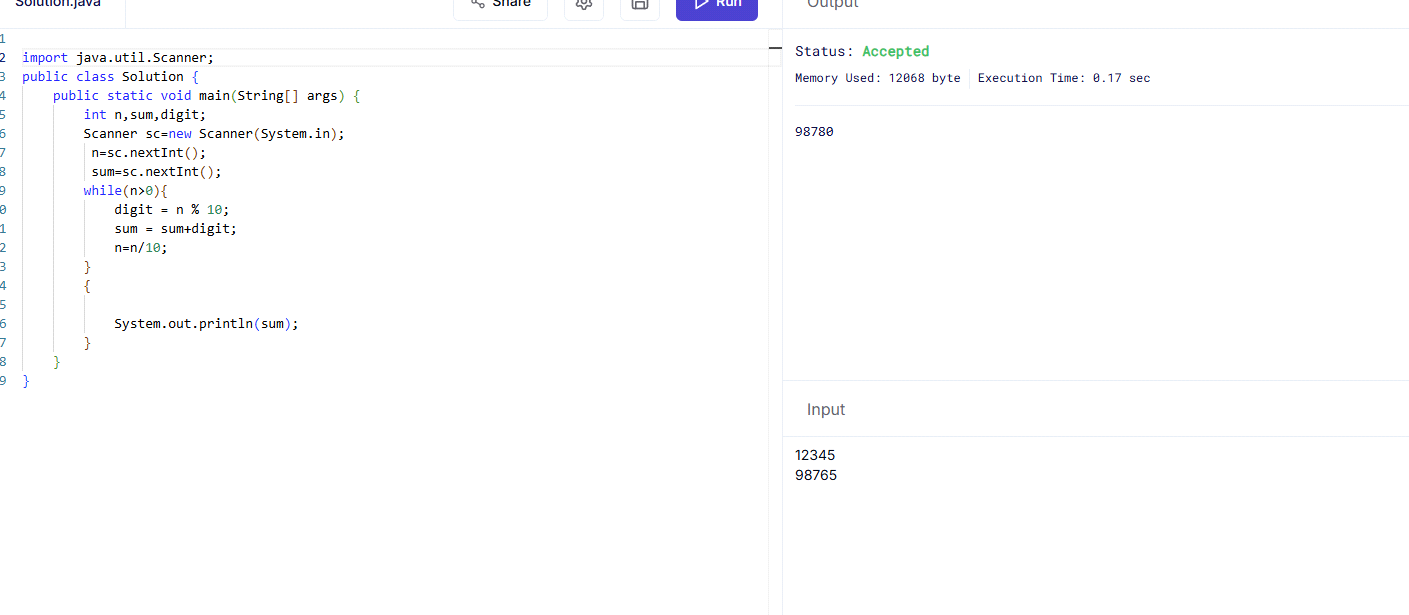 Solution.java
Share
Run
Output
1
2 import java.util.Scanner;
3 public class Solution {
4 public static void main(String[] args) {
5 int n,sum,digit;
6 Scanner sc=new Scanner(System.in);
7 n=sc.nextInt();
8 sum=sc.nextInt();
9 while(n>0){
0 digit = n % 10;
1 sum = sum+digit;
2 n=n/10;
3 }
4 {
5
6 System.out.println(sum);
7 }
8 }
9 }
Status: Accepted
Memory Used: 12068 byte Execution Time: 0.17 sec
98780
Input
12345
98765